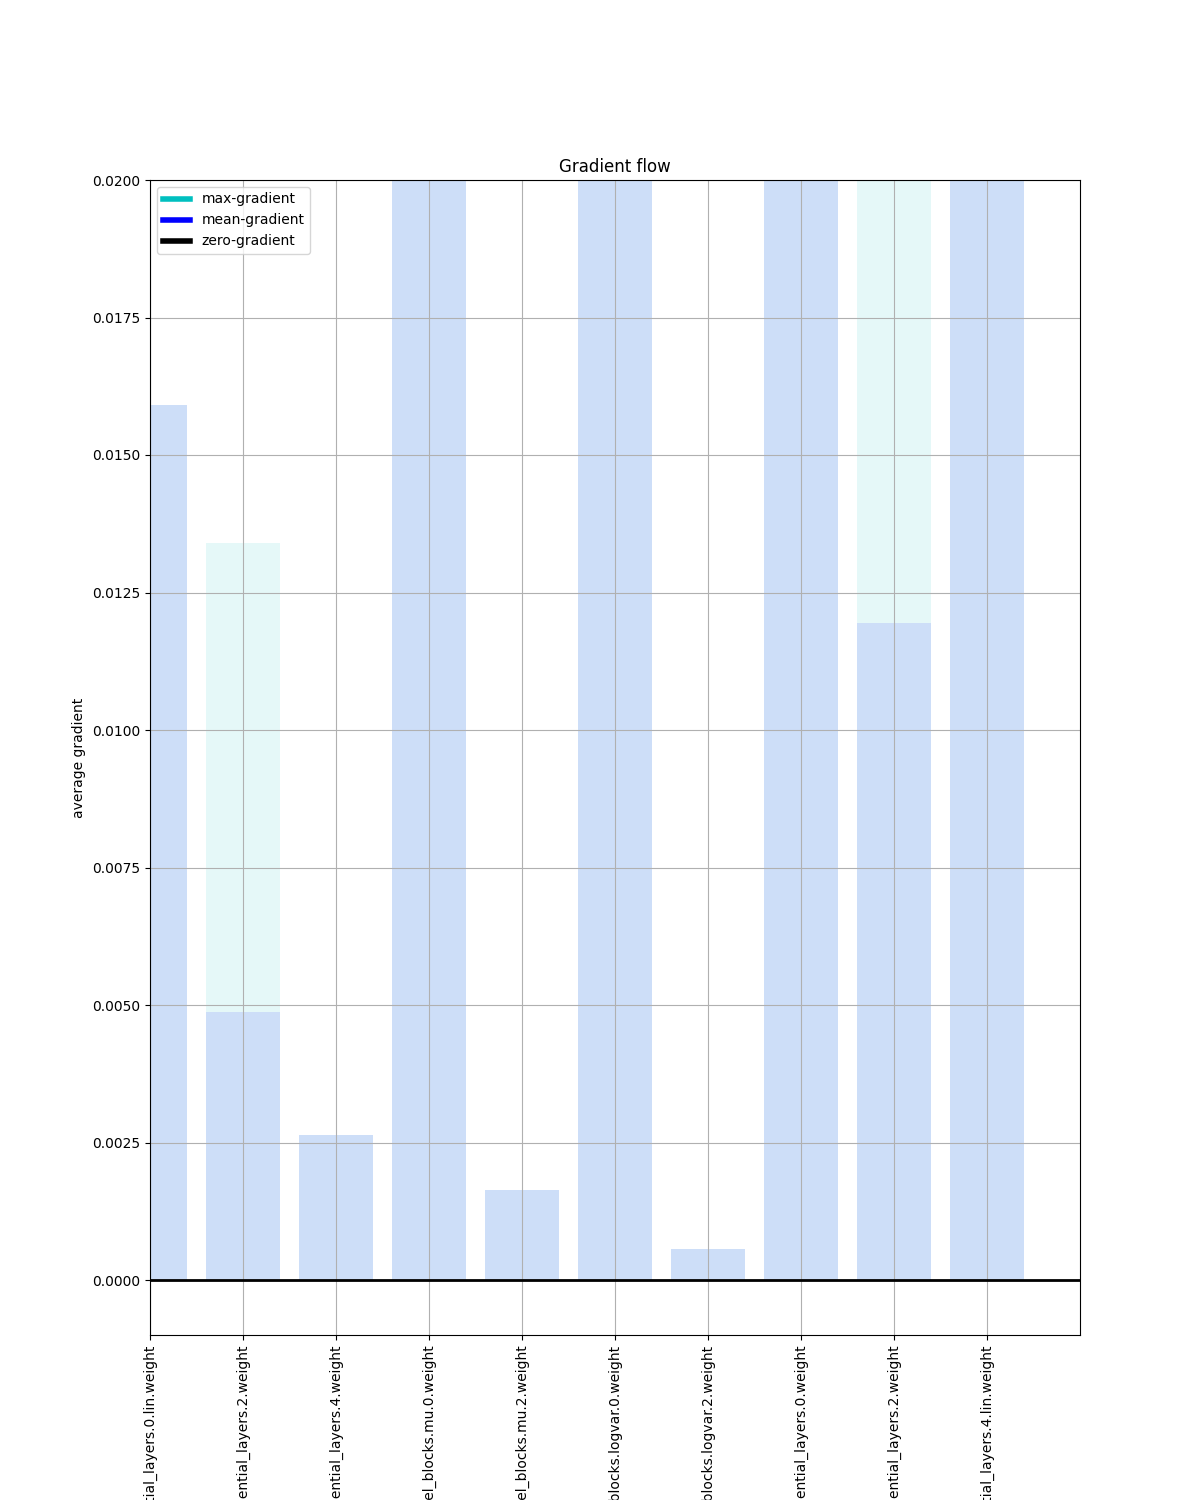 Gradient flow
max-gradient
mean-gradient
zero-gradient
0.0200
0.0175
0.0150
0.0125
0.0100
0.0075
0.0050
0.0025
0.0000
average gradient
tial_layers.0.lin.weight
ential_layers.2.weight
ential_layers.4.weight
el_blocks.mu.0.weight
el_blocks.mu.2.weight
blocks.logvar.0.weight
blocks.logvar.2.weight
ential_layers.0.weight
ential_layers.2.weight
tial_layers.4.lin.weight